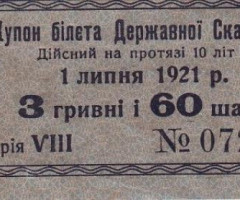 Купон білета Державної Ска
Дійсний на протязі 10 літ
1 липня 1921 р.
3 гривні і 60 ша
рія VIII № 072